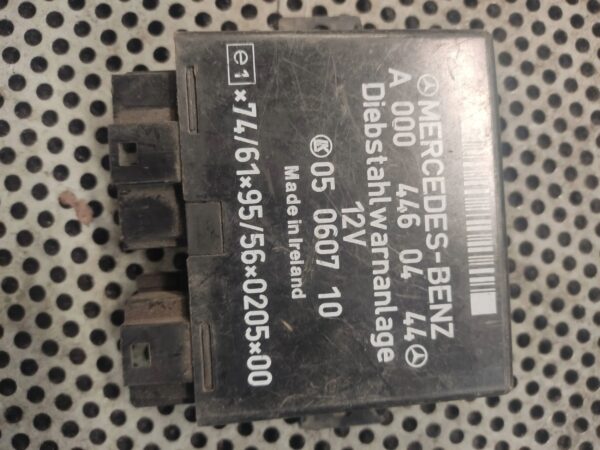 MERCEDES-BENZ
A 000 446 04 44
Diebstahlwarnanlage
12V
05 0607 10
Made in Ireland
e1 *74/61*95/56*0205*00